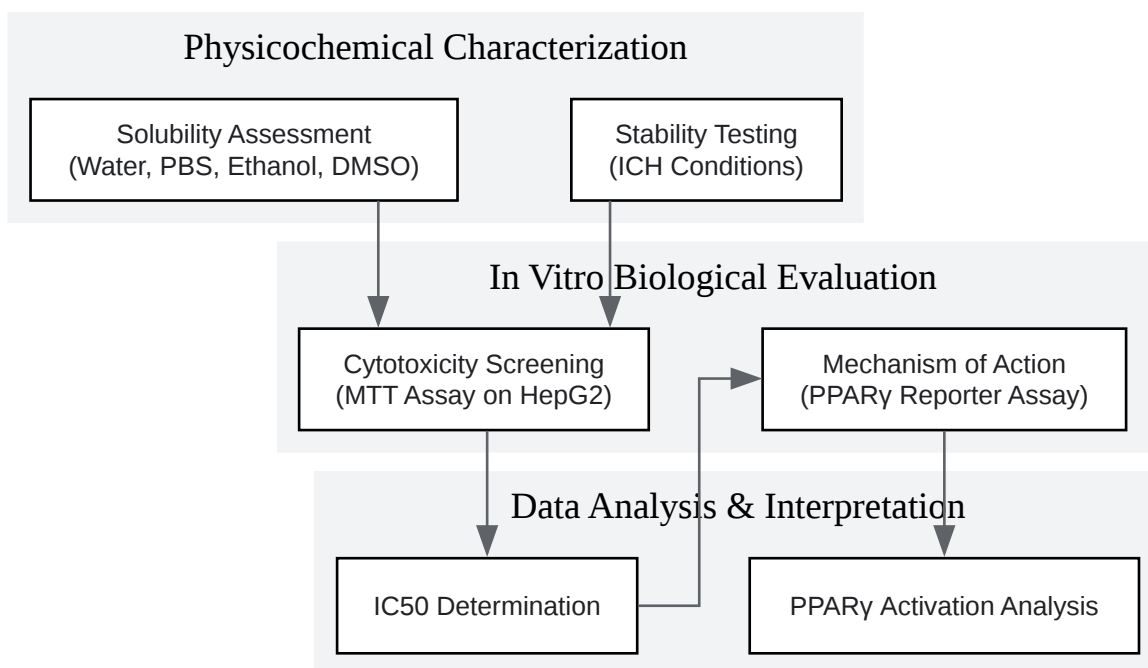 Physicochemical Characterization
Solubility Assessment
(Water, PBS, Ethanol, DMSO)
Stability Testing
(ICH Conditions)
In Vitro Biological Evaluation
Cytotoxicity Screening
(MTT Assay on HepG2)
Mechanism of Action
(PPARγ Reporter Assay)
Data Analysis & Interpretation
IC50 Determination
PPARγ Activation Analysis